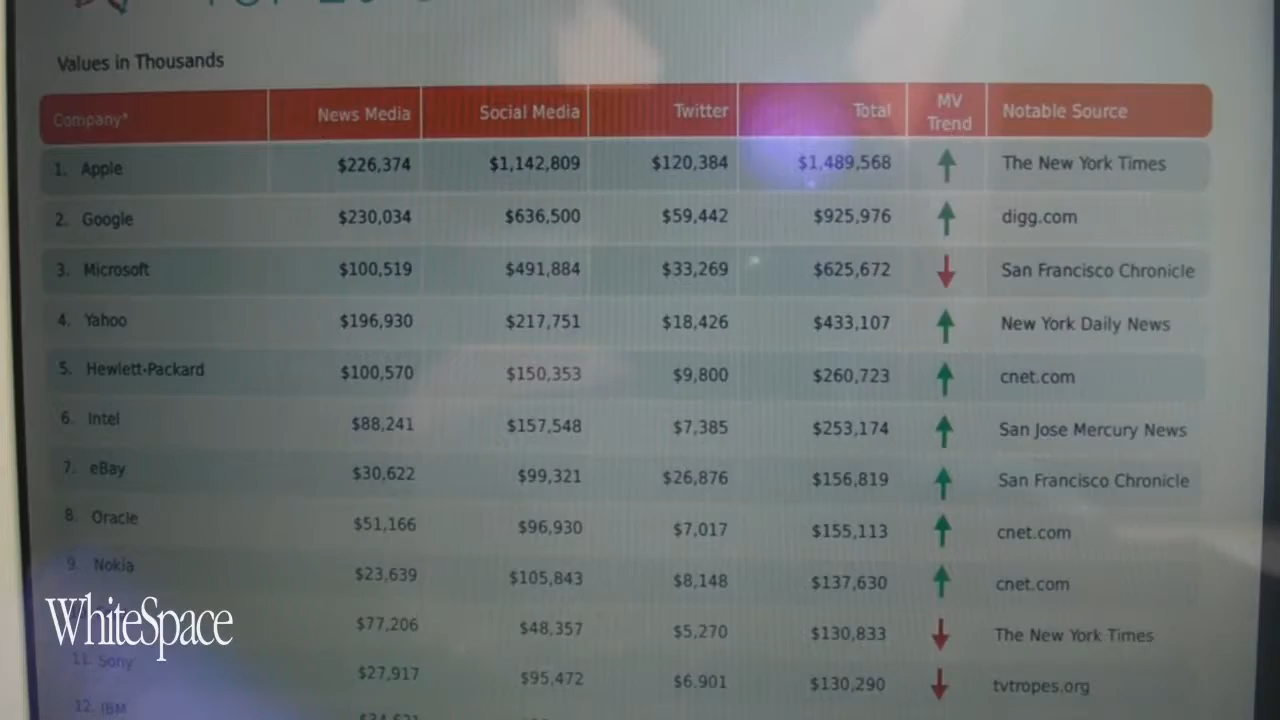 Values in Thousands
Company* News Media Social Media Twitter Total MV Trend Notable Source
1. Apple $226,374 $1,142,809 $120,384 $1,489,568 The New York Times
2. Google $230,034 $636,500 $59,442 $925,976 digg.com
3. Microsoft $100,519 $491,884 $33,269 $625,672 San Francisco Chronicle
4. Yahoo $196,930 $217,751 $18,426 $433,107 New York Daily News
5. Hewlett-Packard $100,570 $150,353 $9,800 $260,723 cnet.com
6. Intel $88,241 $157,548 $7,385 $253,174 San Jose Mercury News
7. eBay $30,622 $99,321 $26,876 $156,819 San Francisco Chronicle
8. Oracle $51,166 $96,930 $7,017 $155,113 cnet.com
9. Nokia $23,639 $105,843 $8,148 $137,630 cnet.com
$77,206 $48,357 $5,270 $130,833 The New York Times
11. Sony $27,917 $95,472 $6.901 $130,290 tvtropes.org
12. IBM
WhiteSpace